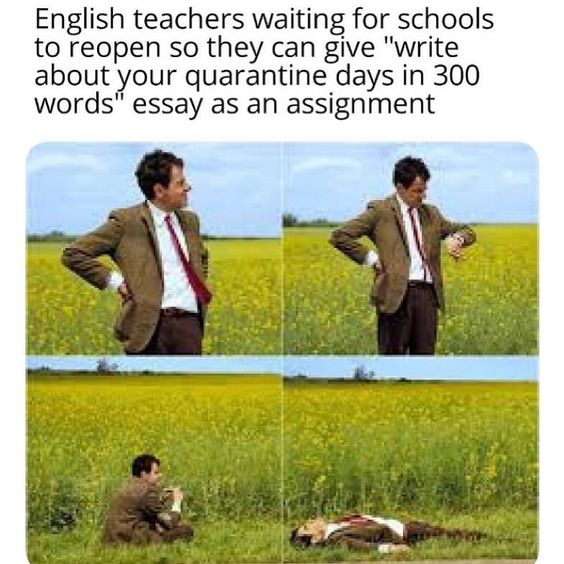 English teachers waiting for schools
to reopen so they can give "write
about your quarantine days in 300
words" essay as an assignment